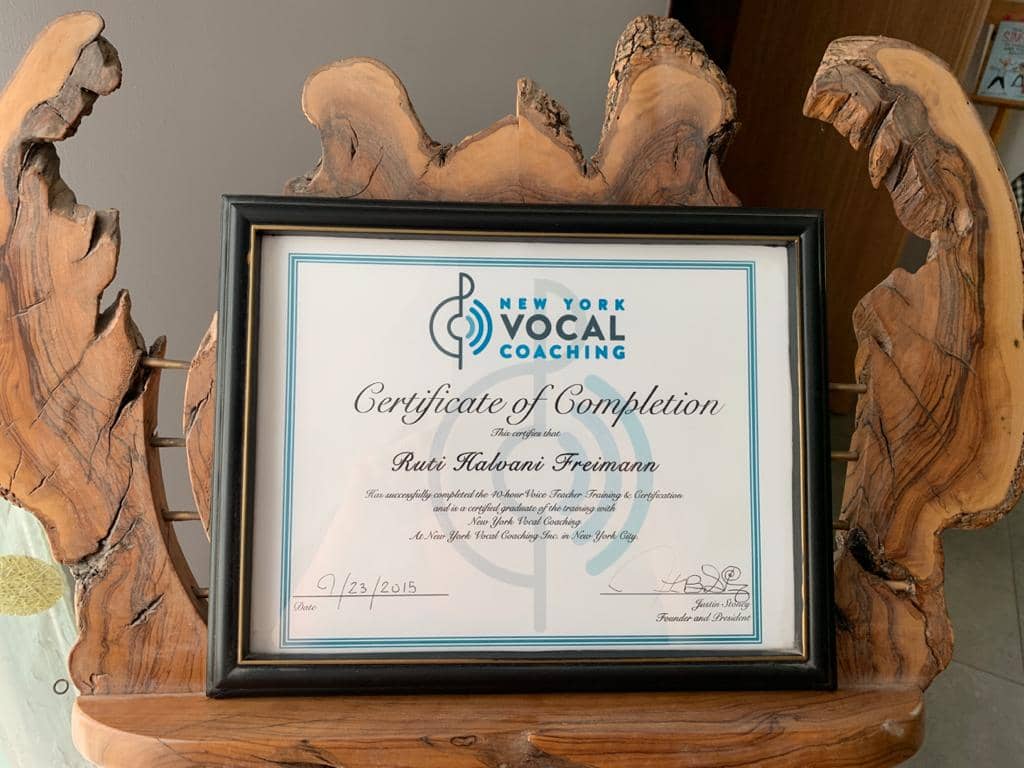 NEW YORK
VOCAL
COACHING
Certificate of Completion
This certifies that
Ruti Halvani Freimann
Has successfully completed the 40-hour Voice Teacher Training & Certification
and is a certified graduate of the training with
New York Vocal Coaching
At New York Vocal Coaching Inc. in New York City.
9/23/2015
Date
Justin Stoney
Founder and President